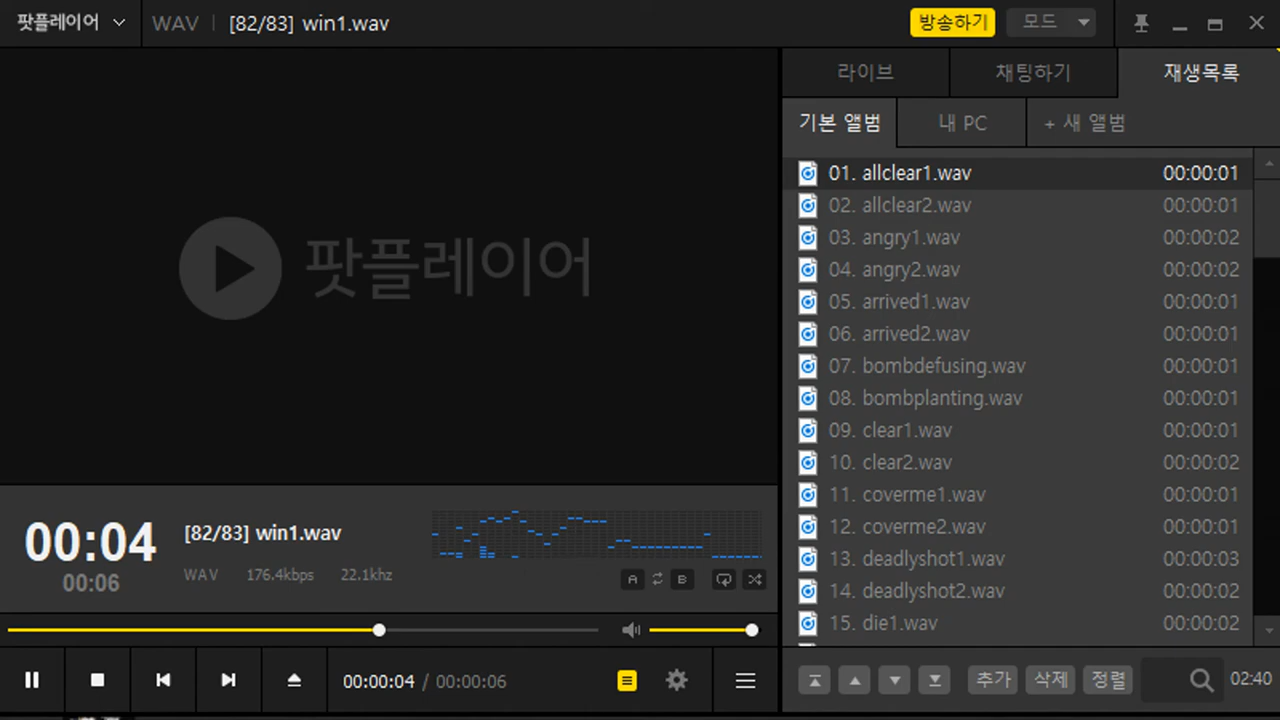 팟플레이어
WAV
[82/83] win1.wav
방송하기
모드
라이브
채팅하기
재생목록
기본 앨범
내 PC
+ 새 앨범
팟플레이어
01. allclear1.wav 00:00:01
02. allclear2.wav 00:00:01
03. angry1.wav 00:00:02
04. angry2.wav 00:00:02
05. arrived1.wav 00:00:01
06. arrived2.wav 00:00:01
07. bombdefusing.wav 00:00:01
08. bombplanting.wav 00:00:01
09. clear1.wav 00:00:01
10. clear2.wav 00:00:02
11. coverme1.wav 00:00:01
12. coverme2.wav 00:00:01
13. deadlyshot1.wav 00:00:03
14. deadlyshot2.wav 00:00:02
15. die1.wav 00:00:02
00:04
00:06
[82/83] win1.wav
WAV 176.4kbps 22.1khz
A B
00:00:04 / 00:00:06
추가 삭제 정렬
02:40